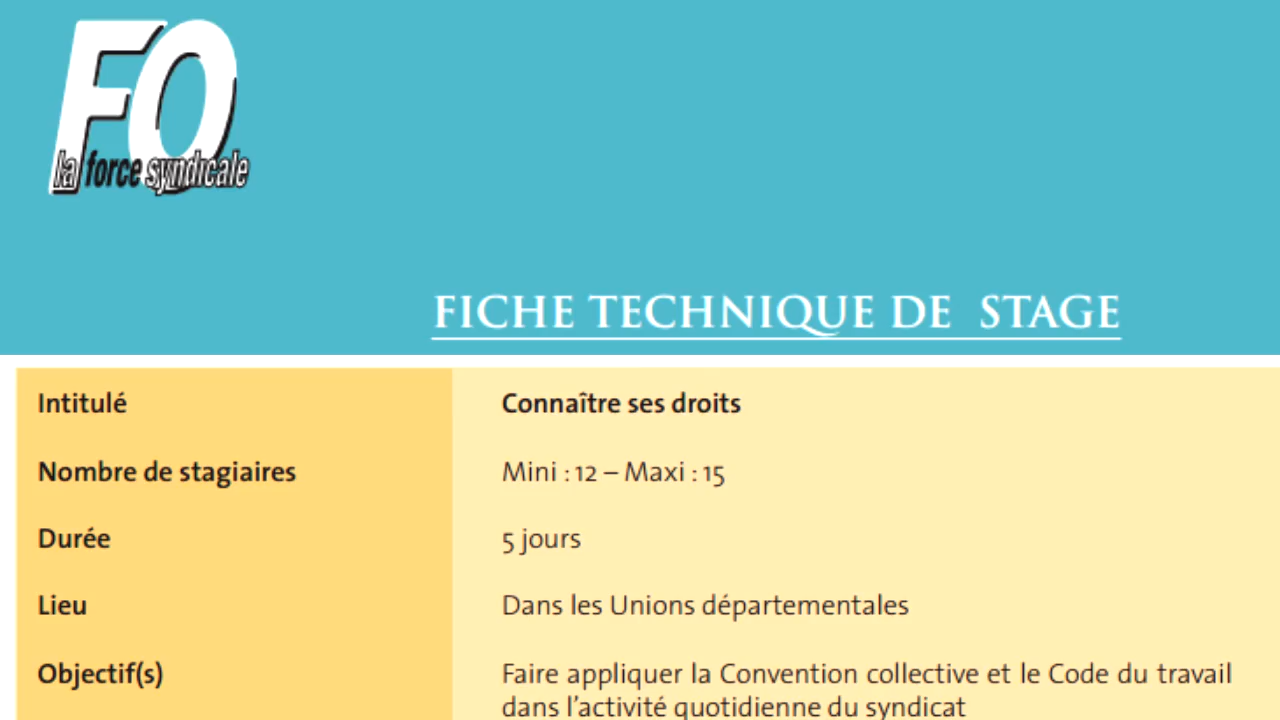 FO
la force syndicale
FICHE TECHNIQUE DE STAGE
Intitulé
Connaître ses droits
Nombre de stagiaires
Mini : 12 – Maxi : 15
Durée
5 jours
Lieu
Dans les Unions départementales
Objectif(s)
Faire appliquer la Convention collective et le Code du travail
dans l’activité quotidienne du syndicat